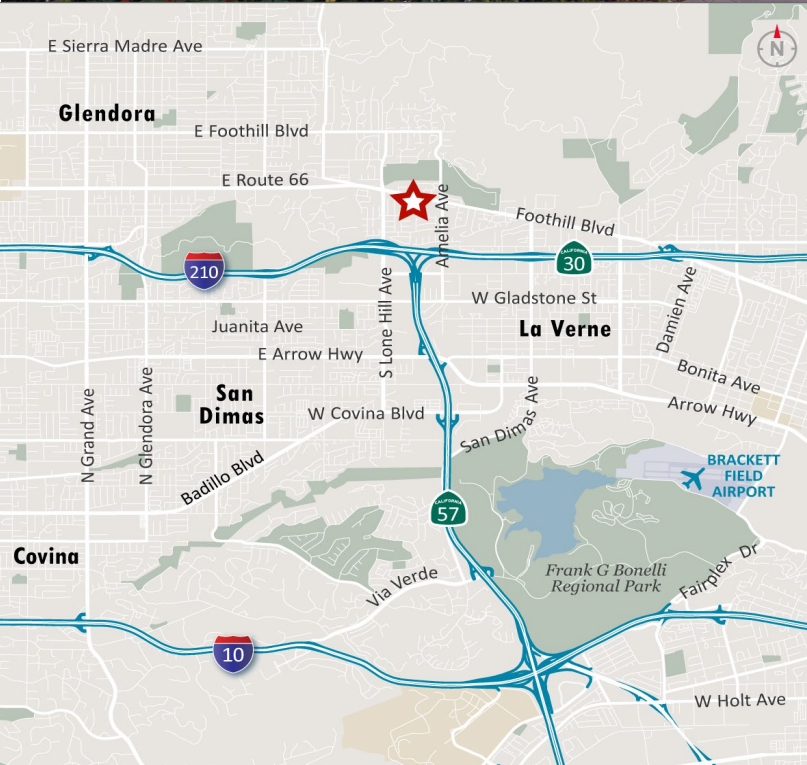 N
E Sierra Madre Ave
Glendora
E Foothill Blvd
E Route 66
Amelia Ave
Foothill Blvd
210
CALIFORNIA
30
S Lone Hill Ave
W Gladstone St
Damien Ave
Juanita Ave
La Verne
E Arrow Hwy
Bonita Ave
N Grand Ave
N Glendora Ave
San
Dimas
W Covina Blvd
San Dimas Ave
Arrow Hwy
Badillo Blvd
BRACKETT
FIELD
AIRPORT
CALIFORNIA
57
Covina
Via Verde
Frank G Bonelli
Regional Park
Fairplex Dr
10
W Holt Ave